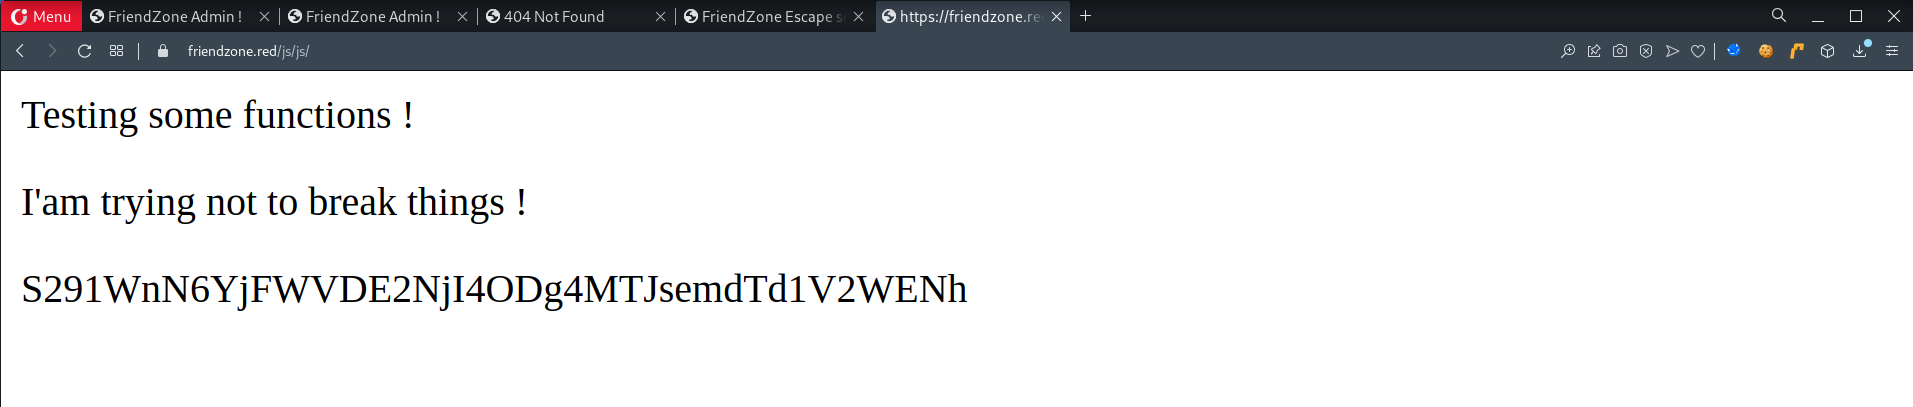 Menu FriendZone Admin ! FriendZone Admin ! 404 Not Found FriendZone Escape s https://friendzone.re
friendzone.red/js/js/
Testing some functions !
I'am trying not to break things !
S291WnN6YjFWVDE2NjI4ODg4MTJsemdTd1V2WENh